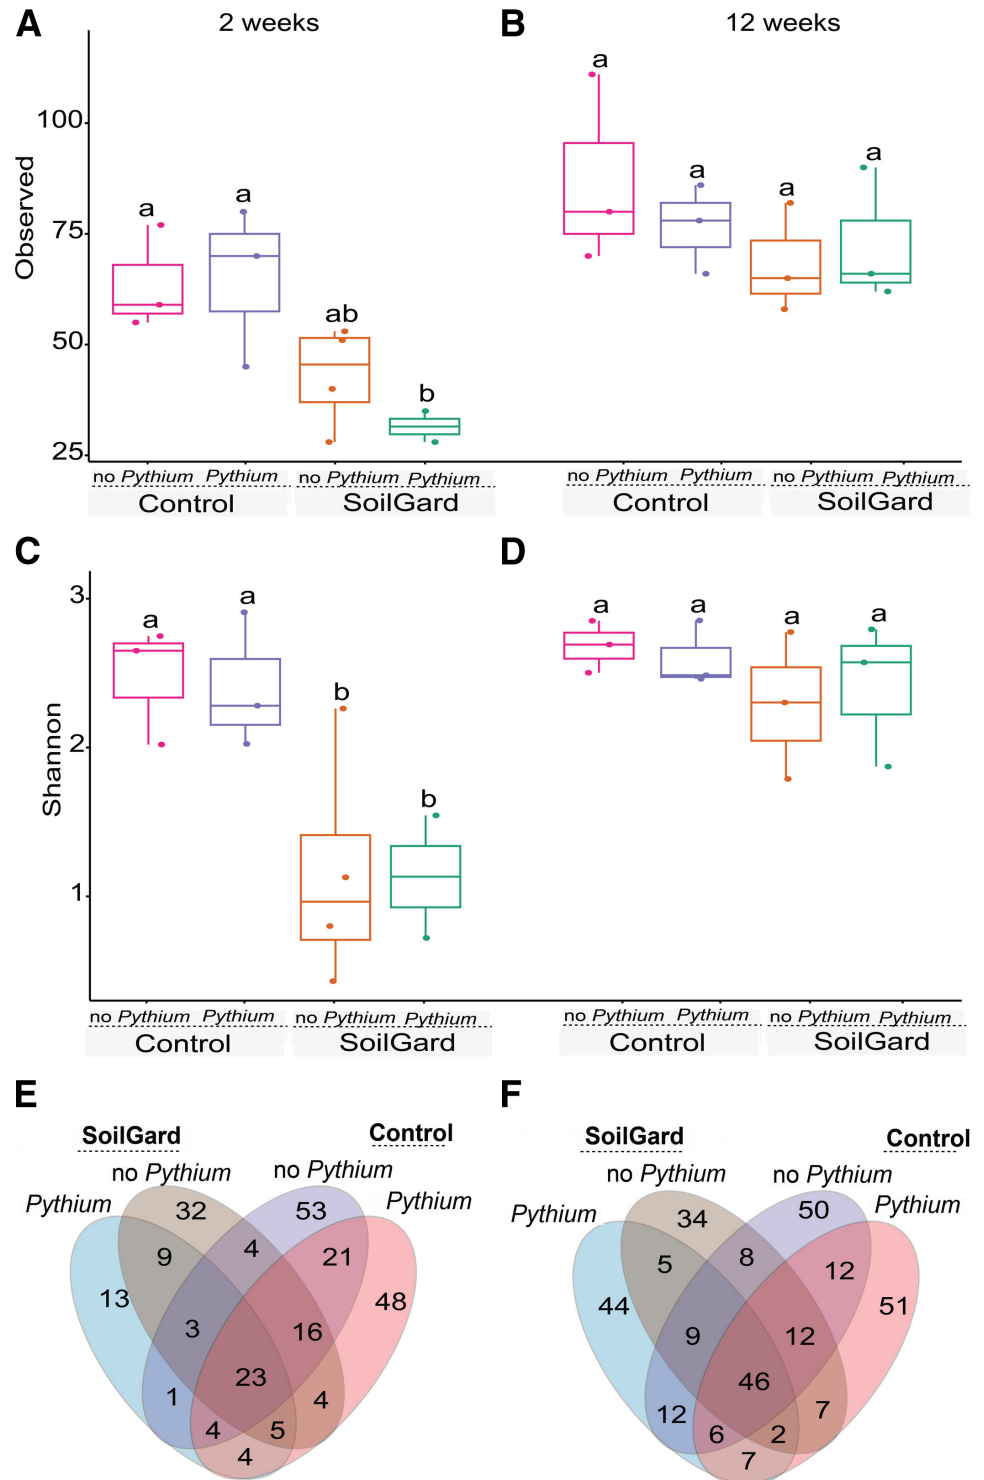 A 2 weeks B 12 weeks
Observed
100
75
50
25
a a ab b
a a a a
no Pythium Pythium no Pythium Pythium
Control SoilGard
no Pythium Pythium no Pythium Pythium
Control SoilGard
C D
Shannon
3
2
1
a a b b
a a a a
no Pythium Pythium no Pythium Pythium
Control SoilGard
no Pythium Pythium no Pythium Pythium
Control SoilGard
E
SoilGard Control
no Pythium no Pythium
Pythium Pythium
32 53
9 4 21
13 48
3 16
23
1 4
4 5
4
F
SoilGard Control
no Pythium no Pythium
Pythium Pythium
34 50
5 8 12
44 51
9 12
46
12 7
6 2
7